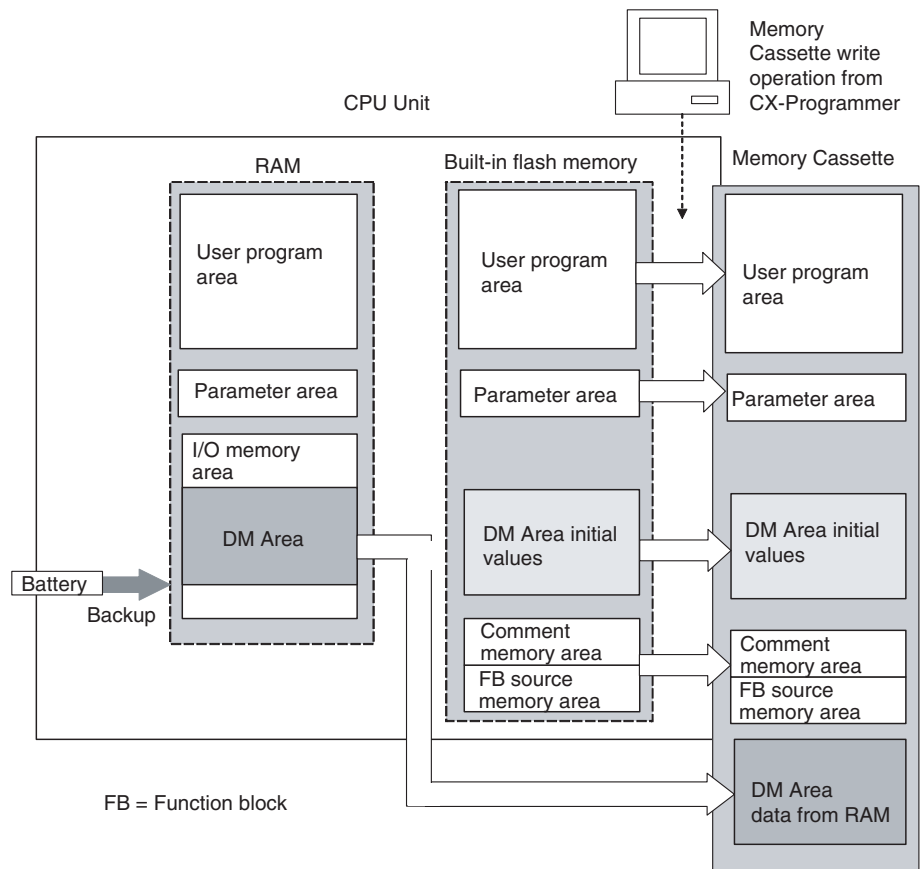 Memory
Cassette write
operation from
CX-Programmer
CPU Unit
RAM
Built-in flash memory
Memory Cassette
User program
area
User program
area
User program
area
Parameter area
Parameter area
Parameter area
I/O memory
area
DM Area
DM Area initial
values
DM Area initial
values
Battery
Backup
Comment
memory area
FB source
memory area
Comment
memory area
FB source
memory area
DM Area
data from RAM
FB = Function block